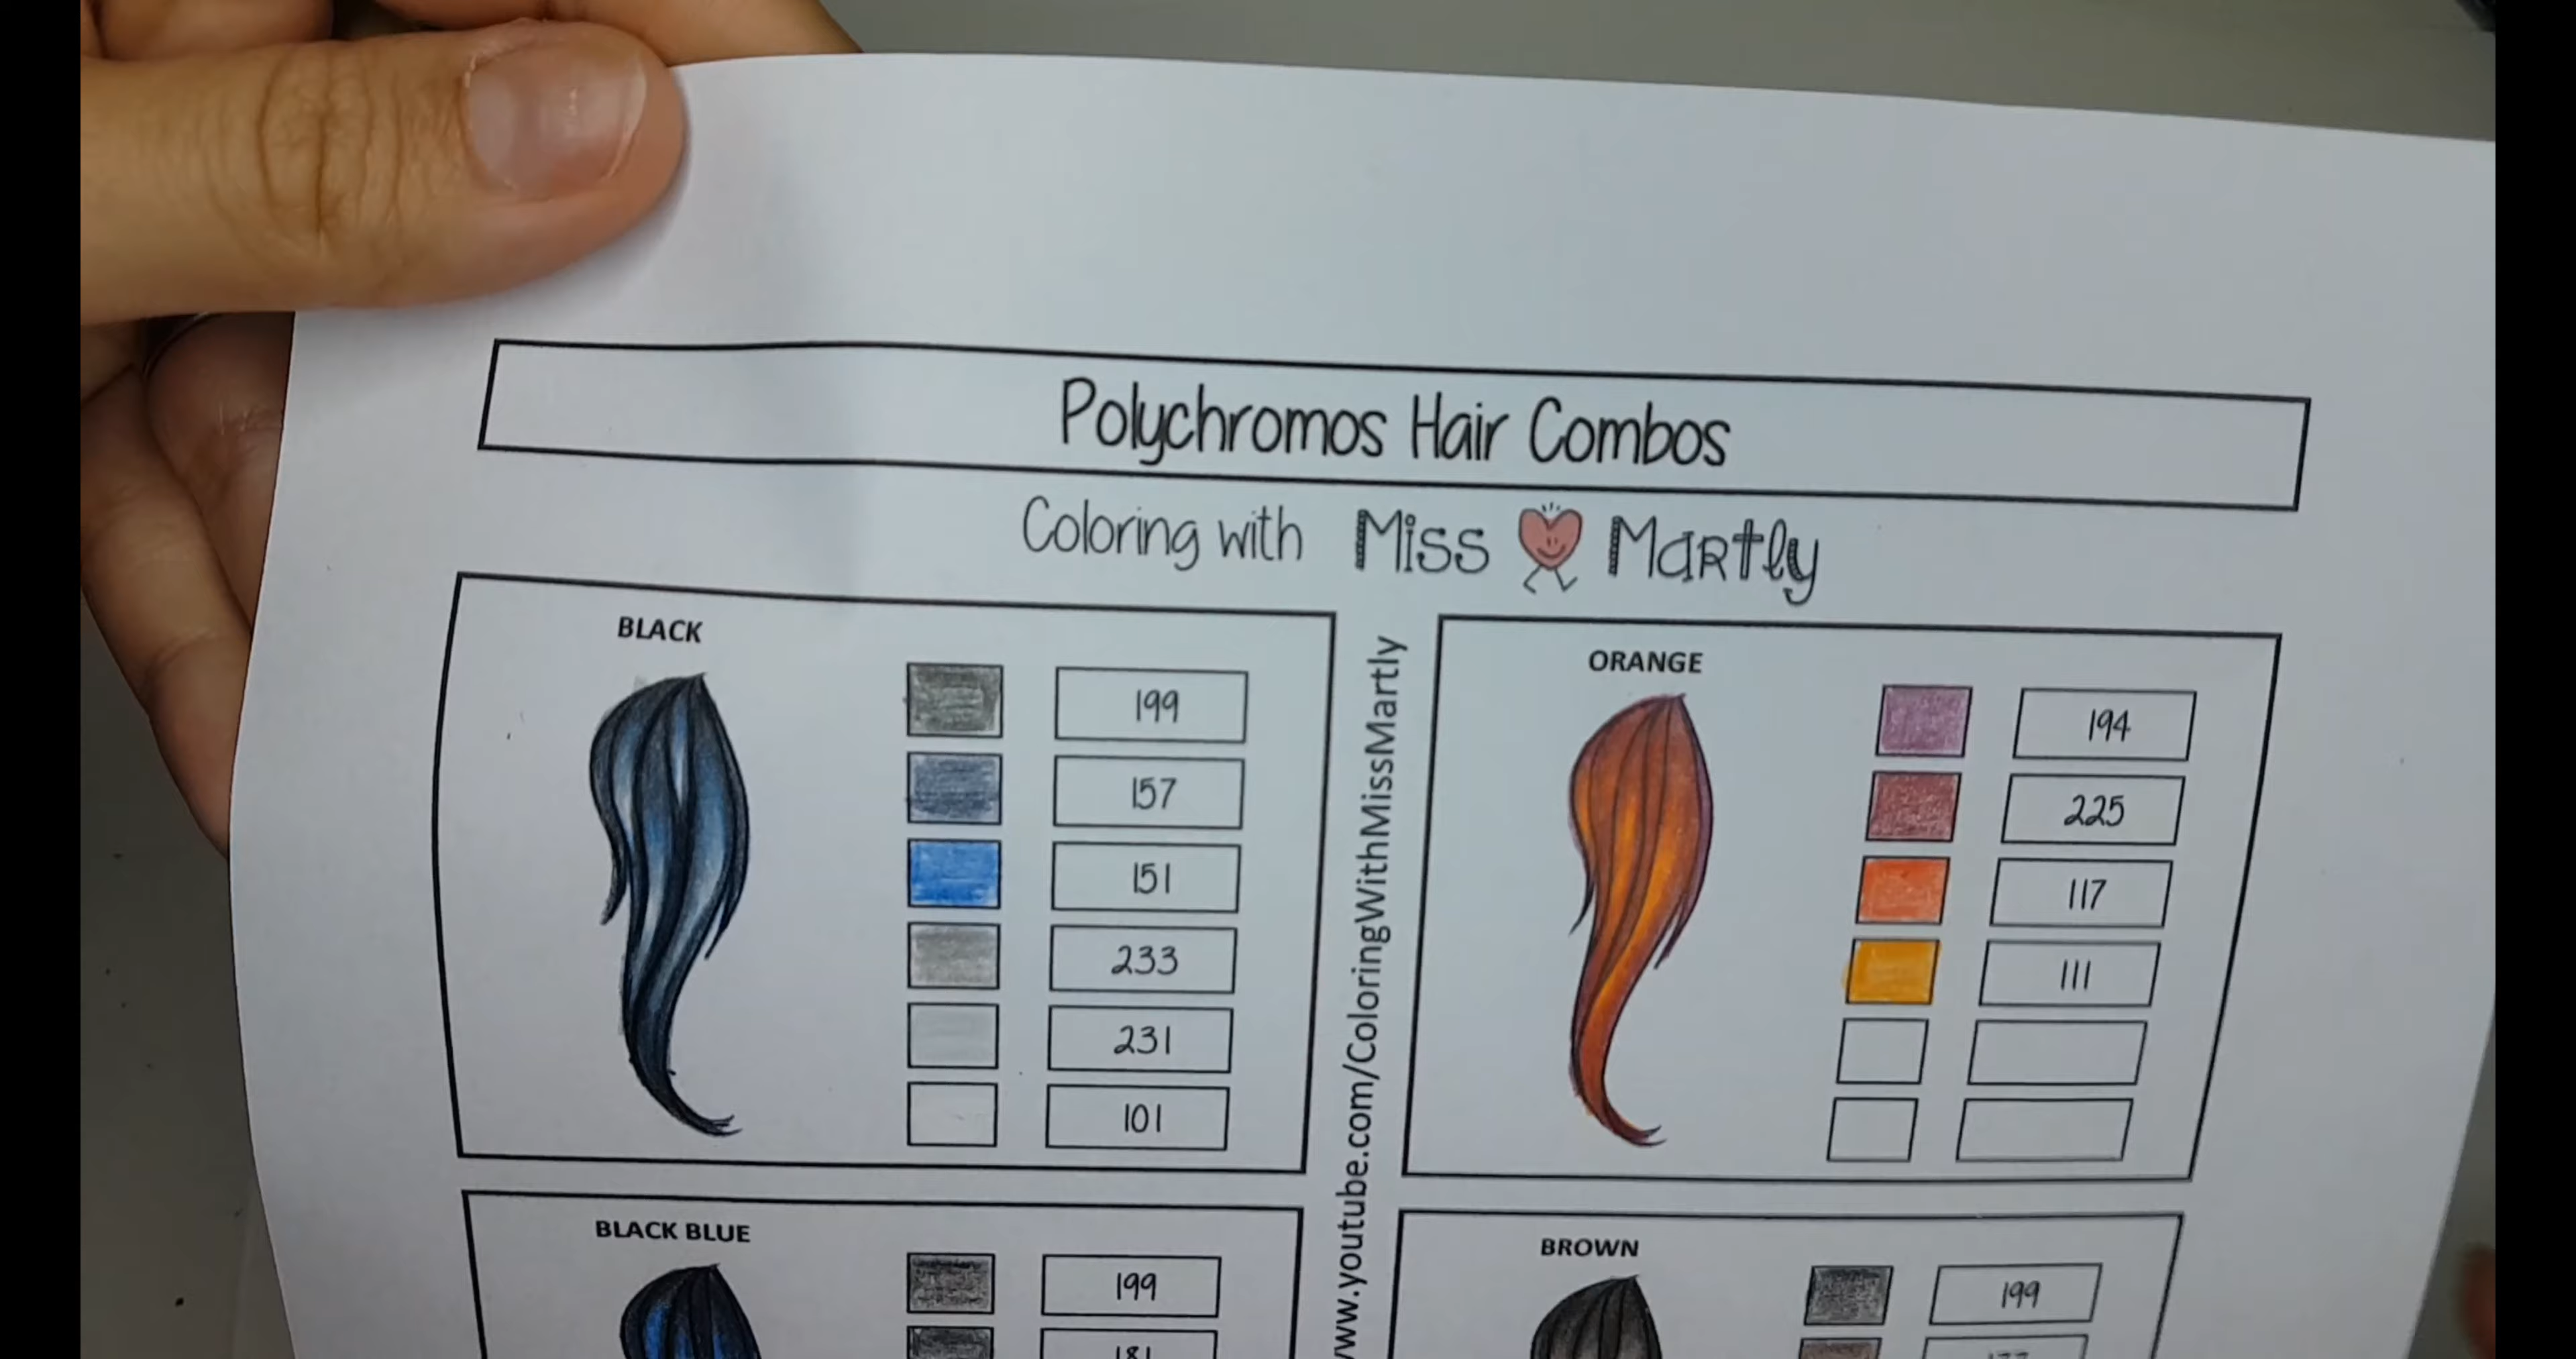 Polychromos Hair Combos
Coloring with Miss Martly
BLACK
199
157
151
233
231
101
www.youtube.com/ColoringWithMissMartly
ORANGE
194
225
117
111
BLACK BLUE
199
181
BROWN
199